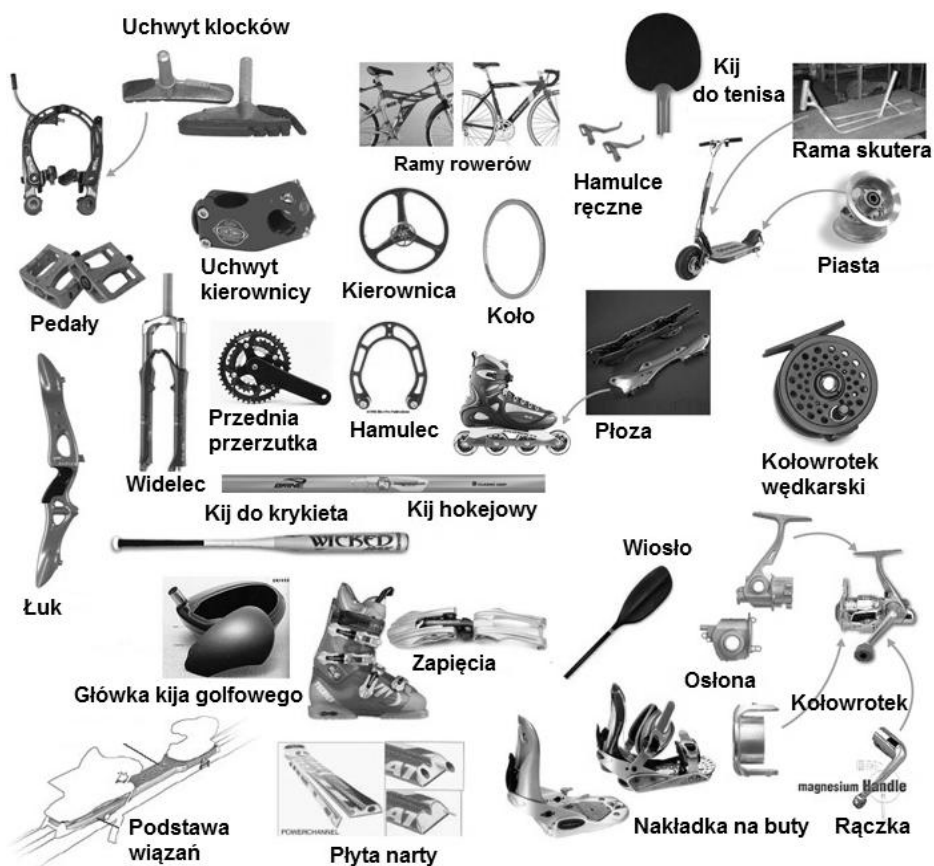 Uchwyt klocków
Kij
do tenisa
Ramy rowerów
Hamulce
ręczne
Rama skutera
Uchwyt
kierownicy
Kierownica
Koło
Piasta
Pedały
Przednia
przerzutka
Hamulec
Płoza
Kołowrotek
wędkarski
Widelec
Kij do krykieta
Kij hokejowy
WICKED
Wiosło
Łuk
Zapięcia
Główka kija golfowego
Osłona
Kołowrotek
magnesium Handle
Podstawa
wiązań
POWERCHANNEL
Płyta narty
Nakładka na buty
Rączka